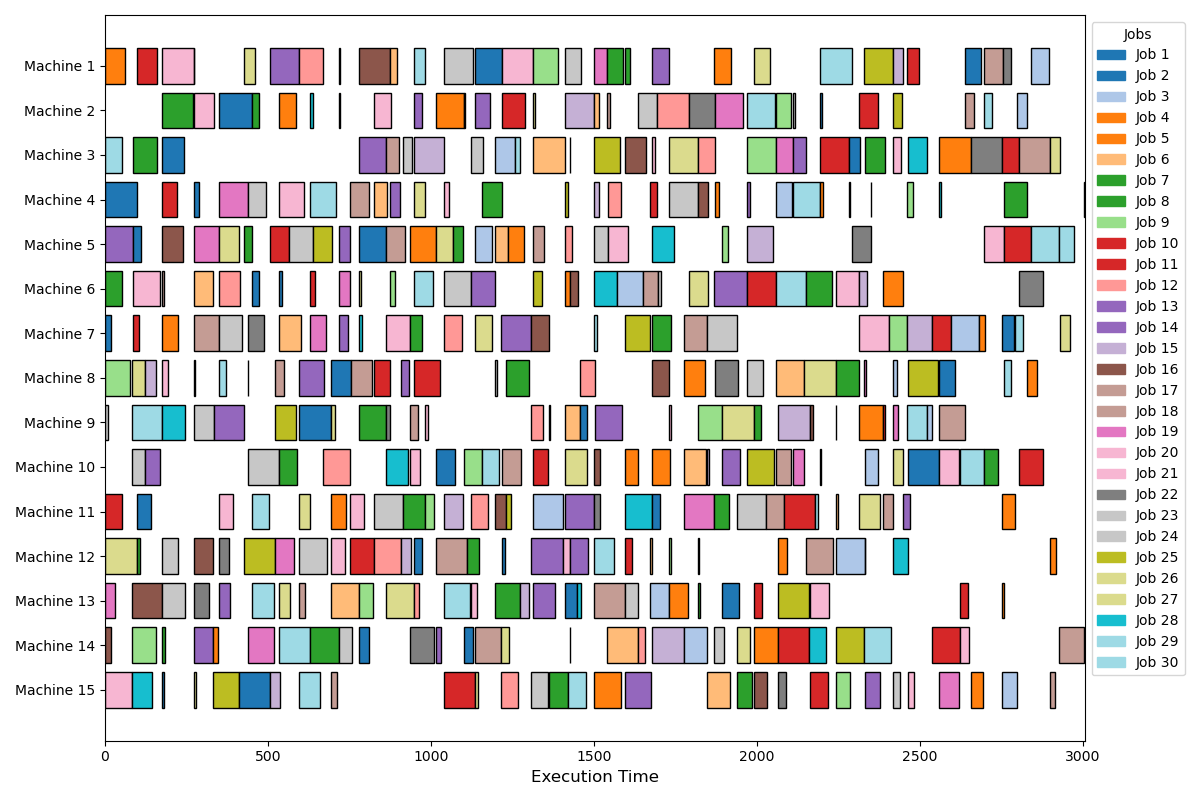 Machine 1
Machine 2
Machine 3
Machine 4
Machine 5
Machine 6
Machine 7
Machine 8
Machine 9
Machine 10
Machine 11
Machine 12
Machine 13
Machine 14
Machine 15
0 500 1000 1500 2000 2500 3000
Execution Time
Jobs
Job 1
Job 2
Job 3
Job 4
Job 5
Job 6
Job 7
Job 8
Job 9
Job 10
Job 11
Job 12
Job 13
Job 14
Job 15
Job 16
Job 17
Job 18
Job 19
Job 20
Job 21
Job 22
Job 23
Job 24
Job 25
Job 26
Job 27
Job 28
Job 29
Job 30